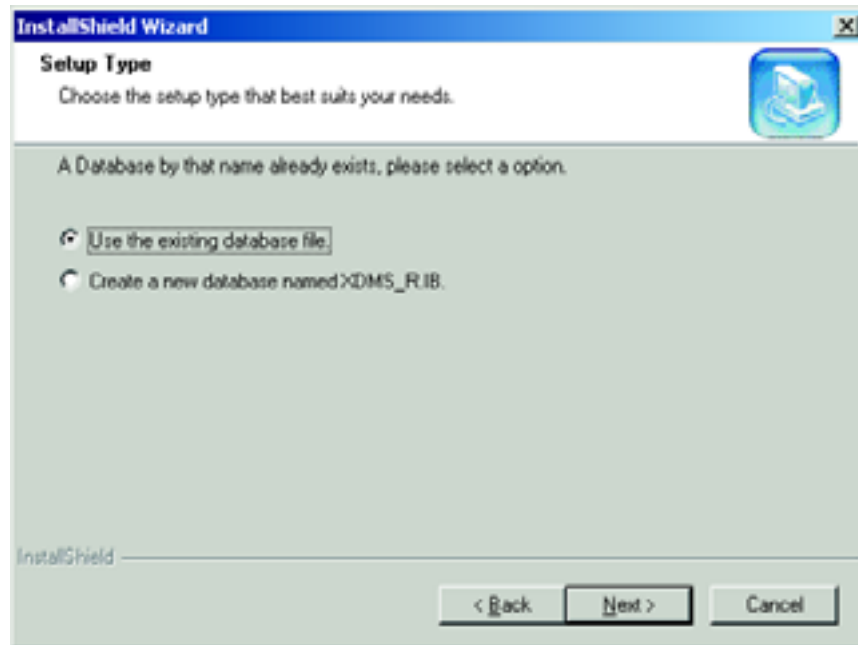 InstallShield Wizard
Setup Type
Choose the setup type that best suits your needs.
A Database by that name already exists, please select a option.
Use the existing database file.
Create a new database named XDMS_R.IB.
InstallShield
< Back
Next >
Cancel